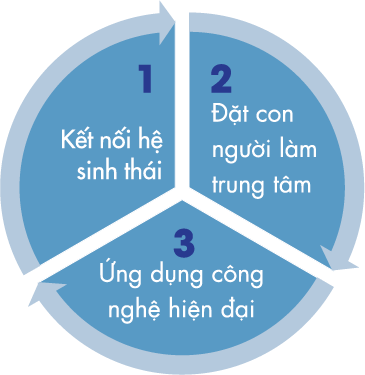 1
Kết nối hệ
sinh thái
2
Đặt con
người làm
trung tâm
3
Ứng dụng công
nghệ hiện đại